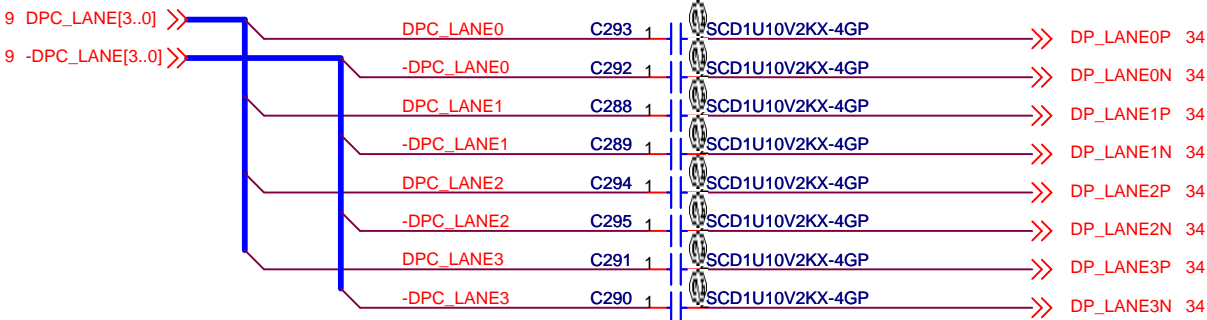 9 DPC_LANE[3..0]
9 -DPC_LANE[3..0]
DPC_LANE0 C293 1 SCD1U10V2KX-4GP DP_LANE0P 34
-DPC_LANE0 C292 1 SCD1U10V2KX-4GP DP_LANE0N 34
DPC_LANE1 C288 1 SCD1U10V2KX-4GP DP_LANE1P 34
-DPC_LANE1 C289 1 SCD1U10V2KX-4GP DP_LANE1N 34
DPC_LANE2 C294 1 SCD1U10V2KX-4GP DP_LANE2P 34
-DPC_LANE2 C295 1 SCD1U10V2KX-4GP DP_LANE2N 34
DPC_LANE3 C291 1 SCD1U10V2KX-4GP DP_LANE3P 34
-DPC_LANE3 C290 1 SCD1U10V2KX-4GP DP_LANE3N 34